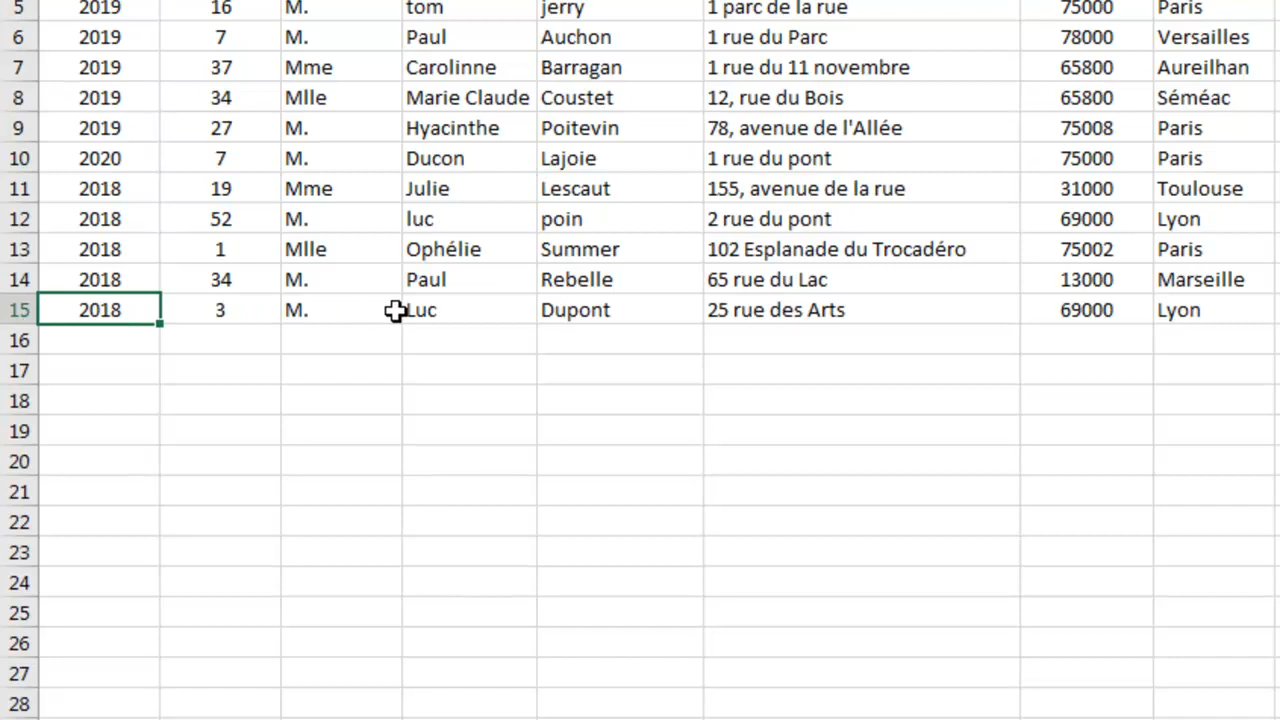 5 2019 16 M. tom jerry 1 parc de la rue 75000 Paris
6 2019 7 M. Paul Auchon 1 rue du Parc 78000 Versailles
7 2019 37 Mme Carolinne Barragan 1 rue du 11 novembre 65800 Aureilhan
8 2019 34 Mlle Marie Claude Coustet 12, rue du Bois 65800 Séméac
9 2019 27 M. Hyacinthe Poitevin 78, avenue de l'Allée 75008 Paris
10 2020 7 M. Ducon Lajoie 1 rue du pont 75000 Paris
11 2018 19 Mme Julie Lescaut 155, avenue de la rue 31000 Toulouse
12 2018 52 M. luc poin 2 rue du pont 69000 Lyon
13 2018 1 Mlle Ophélie Summer 102 Esplanade du Trocadéro 75002 Paris
14 2018 34 M. Paul Rebelle 65 rue du Lac 13000 Marseille
15 2018 3 M. Luc Dupont 25 rue des Arts 69000 Lyon
16
17
18
19
20
21
22
23
24
25
26
27
28